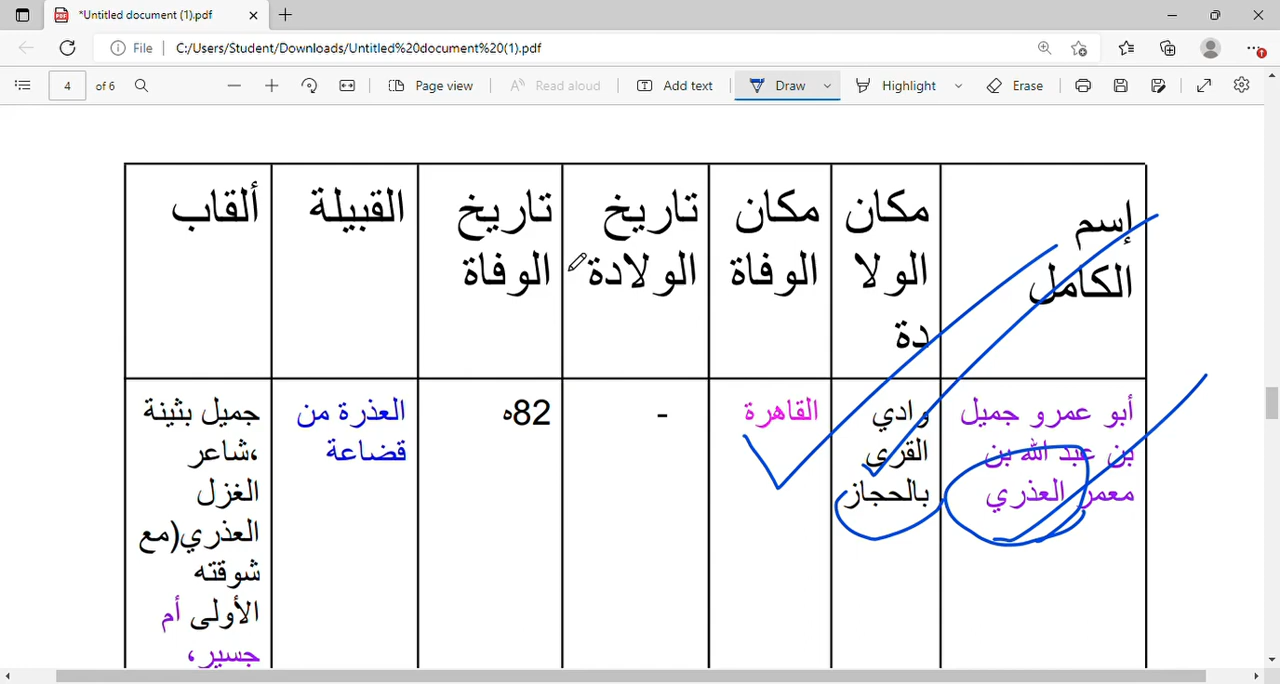 *Untitled document (1).pdf
File
C:/Users/Student/Downloads/Untitled%20document%20(1).pdf
4 of 6
Page view
Read aloud
Add text
Draw
Highlight
Erase
إسم
الكامل
مكان
الولا
دة
مكان
الوفاة
تاريخ
الولادة
تاريخ
الوفاة
القبيلة
ألقاب
أبو عمرو جميل
بن عبد الله بن
معمر العذري
وادي
القرى
بالحجاز
القاهرة
-
82ه
العذرة من
قضاعة
جميل بثينة
،شاعر
الغزل
العذري(مع
شوقته
الأولى أم
جسير،